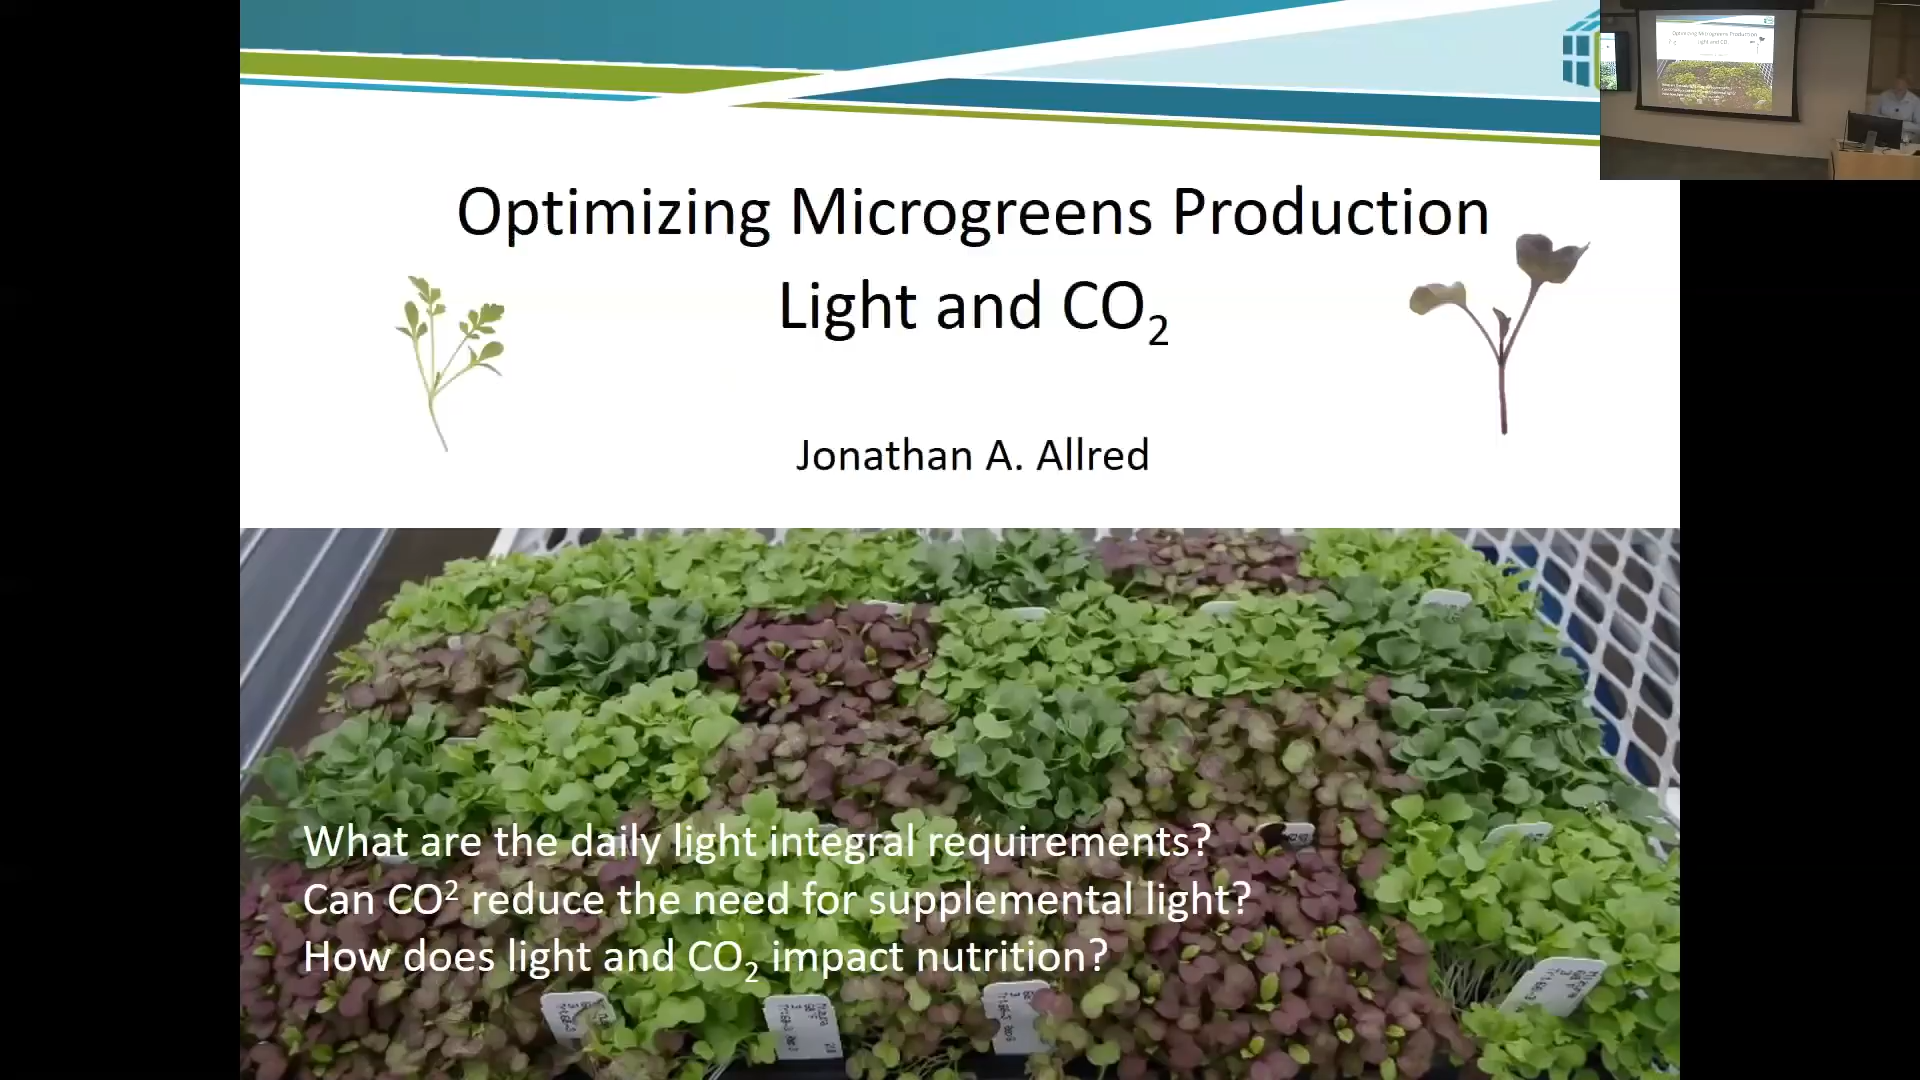 Optimizing Microgreens Production
Light and CO₂
Jonathan A. Allred
What are the daily light integral requirements?
Can CO² reduce the need for supplemental light?
How does light and CO₂ impact nutrition?